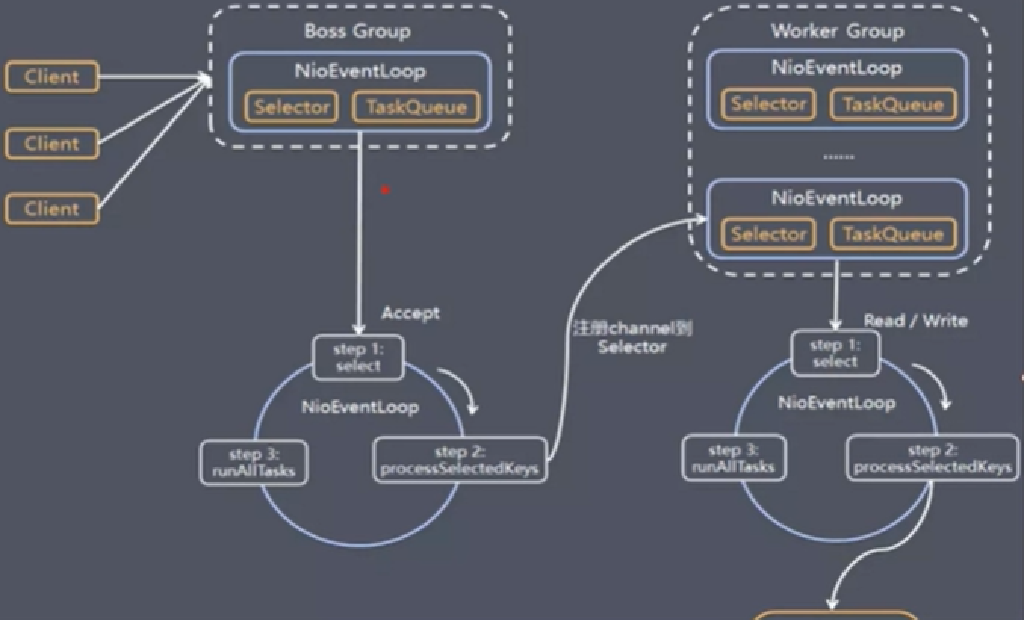 Boss Group
NioEventLoop
Selector
TaskQueue
Client
Client
Client
Worker Group
NioEventLoop
Selector
TaskQueue
......
NioEventLoop
Selector
TaskQueue
Accept
step 1:
select
NioEventLoop
step 2:
processSelectedKeys
step 3:
runAllTasks
注册channel到
Selector
Read / Write
step 1:
select
NioEventLoop
step 2:
processSelectedKeys
step 3:
runAllTasks